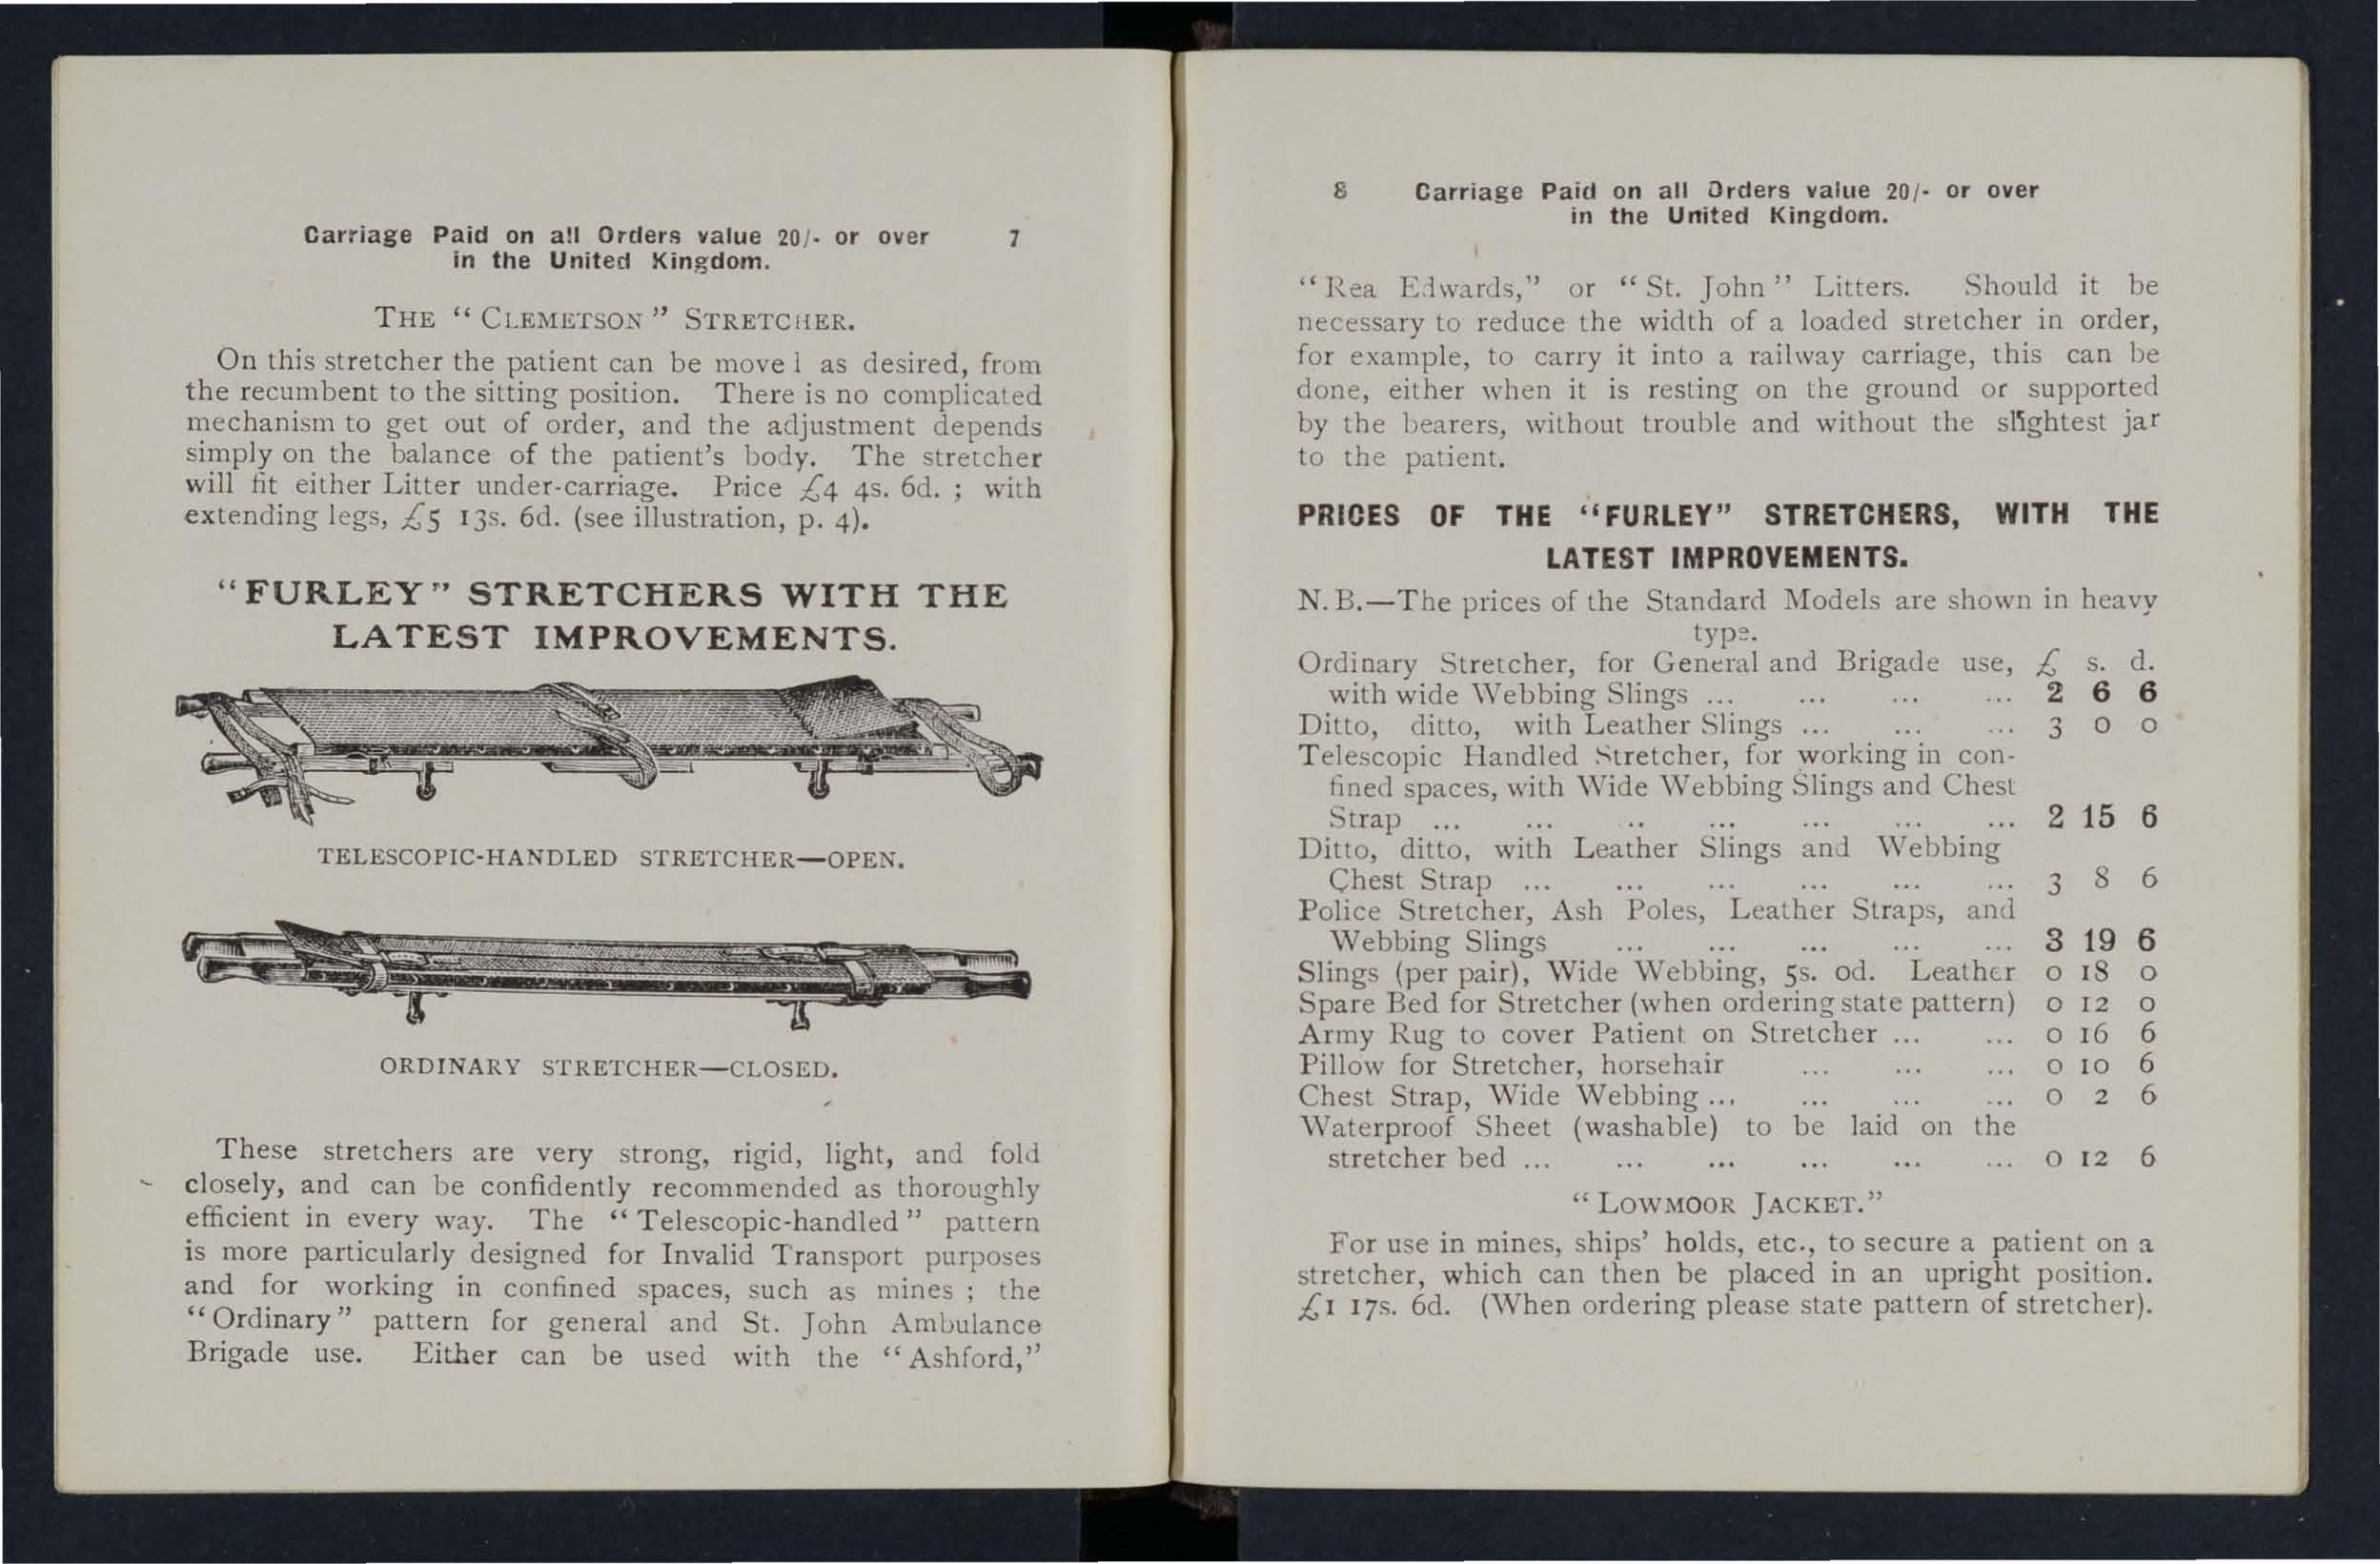 Carriage Paid on all Orders value 20/- or over 7
in the United Kingdom.
THE “ CLEMETSON ” STRETCHER.
On this stretcher the patient can be move l as desired, from
the recumbent to the sitting position. There is no complicated
mechanism to get out of order, and the adjustment depends
simply on the balance of the patient’s body. The stretcher
will fit either Litter under-carriage. Price £4 4s. 6d. ; with
extending legs, £5 13s. 6d. (see illustration, p. 4).
“FURLEY” STRETCHERS WITH THE
LATEST IMPROVEMENTS.
TELESCOPIC-HANDLED STRETCHER—OPEN.
ORDINARY STRETCHER—CLOSED.
These stretchers are very strong, rigid, light, and fold
closely, and can be confidently recommended as thoroughly
efficient in every way. The “ Telescopic-handled ” pattern
is more particularly designed for Invalid Transport purposes
and for working in confined spaces, such as mines ; the
“Ordinary” pattern for general and St. John Ambulance
Brigade use. Either can be used with the “ Ashford,”
8 Carriage Paid on all Orders value 20/- or over
in the United Kingdom.
“Rea Edwards,” or “ St. John ” Litters. Should it be
necessary to reduce the width of a loaded stretcher in order,
for example, to carry it into a railway carriage, this can be
done, either when it is resting on the ground or supported
by the bearers, without trouble and without the slightest jar
to the patient.
PRICES OF THE “FURLEY” STRETCHERS, WITH THE
LATEST IMPROVEMENTS.
N.B.—The prices of the Standard Models are shown in heavy
type.
Ordinary Stretcher, for General and Brigade use, £ s. d.
with wide Webbing Slings ... ... ... ... 2 6 6
Ditto, ditto, with Leather Slings ... ... ... 3 0 0
Telescopic Handled Stretcher, for working in con-
fined spaces, with Wide Webbing Slings and Chest
Strap ... ... .. ... ... ... ... 2 15 6
Ditto, ditto, with Leather Slings and Webbing
Chest Strap ... ... ... ... ... ... 3 8 6
Police Stretcher, Ash Poles, Leather Straps, and
Webbing Slings ... ... ... ... ... 3 19 6
Slings (per pair), Wide Webbing, 5s. 0d. Leather 0 18 0
Spare Bed for Stretcher (when ordering state pattern) 0 12 0
Army Rug to cover Patient on Stretcher ... ... 0 16 6
Pillow for Stretcher, horsehair ... ... ... 0 10 6
Chest Strap, Wide Webbing ... ... ... ... 0 2 6
Waterproof Sheet (washable) to be laid on the
stretcher bed ... ... ... ... ... ... 0 12 6
“ LOWMOOR JACKET.”
For use in mines, ships’ holds, etc., to secure a patient on a
stretcher, which can then be placed in an upright position.
£1 17s. 6d. (When ordering please state pattern of stretcher).